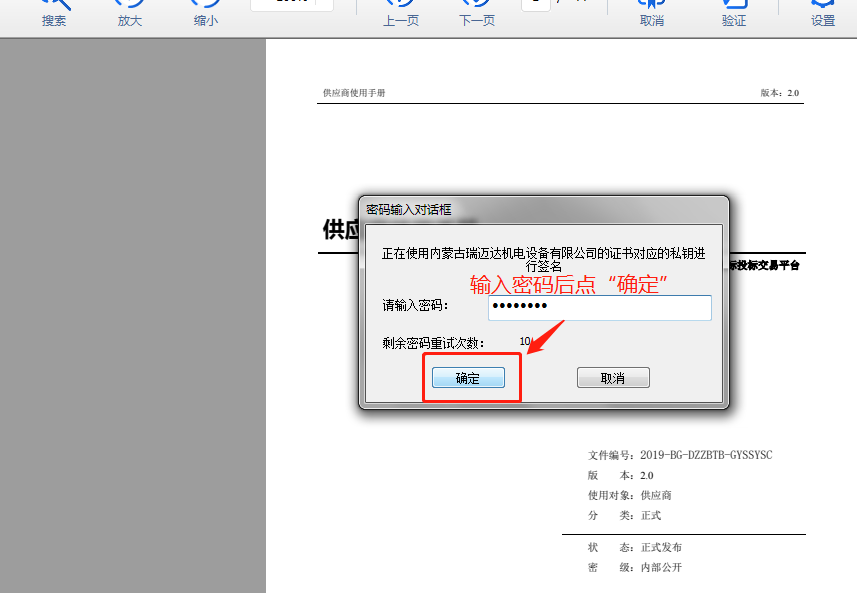 搜索 放大 缩小 上一页 下一页 取消 验证 设置
供应商使用手册 版本：2.0
密码输入对话框
供应
正在使用内蒙古瑞迈达机电设备有限公司的证书对应的私钥进
行签名
标投标交易平台
输入密码后点“确定”
请输入密码： ●●●●●●●●
剩余密码重试次数： 10
确定 取消
文件编号：2019-BG-DZZBTB-GYSSYSC
版 本：2.0
使用对象：供应商
分 类：正式
状 态：正式发布
密 级：内部公开